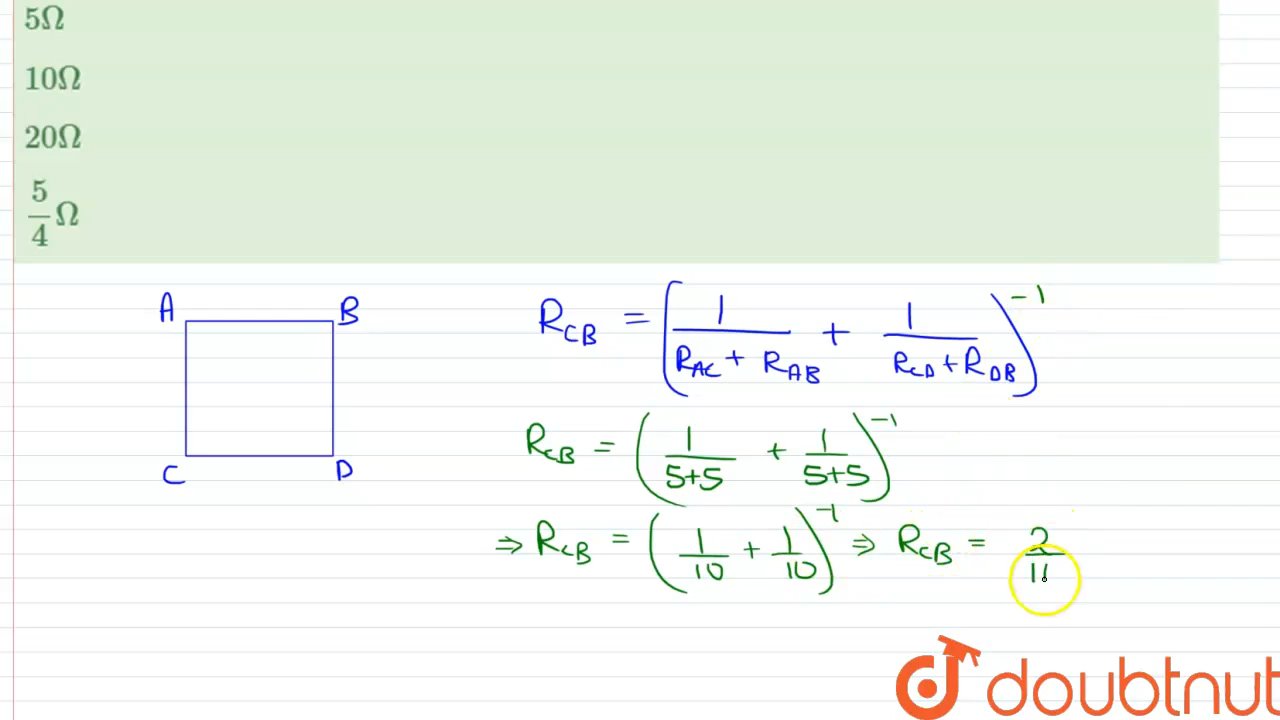 5Ω
10Ω
20Ω
5/4 Ω
A B
C D
R_CB = (1/(R_AC + R_AB) + 1/(R_CD + R_DB))^-1
R_CB = (1/(5+5) + 1/(5+5))^-1
⇒ R_CB = (1/10 + 1/10)^-1 ⇒ R_CB = 2/11
doubtnut